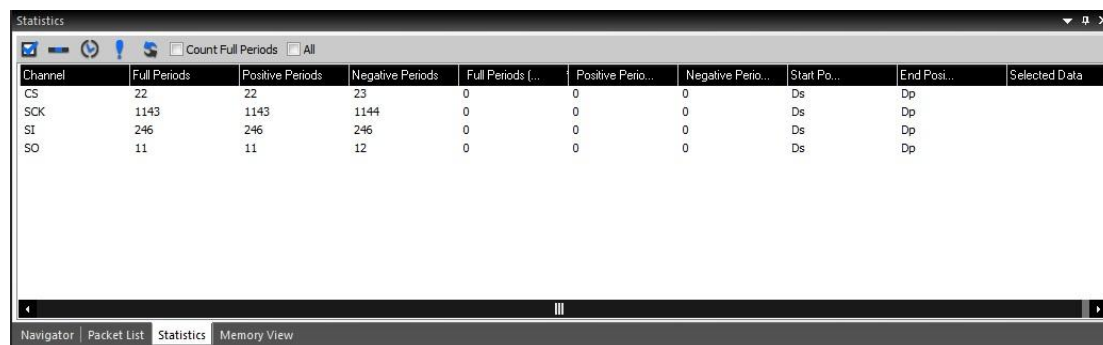 Statistics
Count Full Periods All
Channel Full Periods Positive Periods Negative Periods Full Periods (... Positive Perio... Negative Perio... Start Po... End Posi... Selected Data
CS 22 22 23 0 0 0 Ds Dp
SCK 1143 1143 1144 0 0 0 Ds Dp
SI 246 246 246 0 0 0 Ds Dp
SO 11 11 12 0 0 0 Ds Dp
Navigator Packet List Statistics Memory View